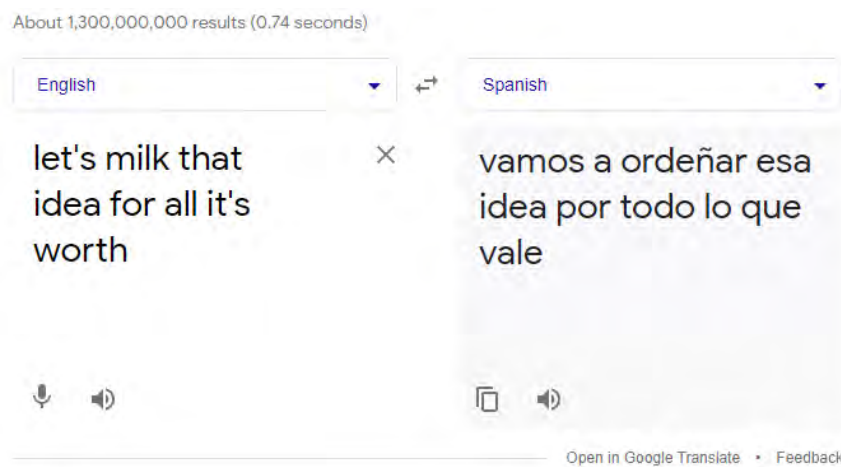 About 1,300,000,000 results (0.74 seconds)
English
Spanish
let's milk that
idea for all it's
worth
vamos a ordeñar esa
idea por todo lo que
vale
Open in Google Translate • Feedback